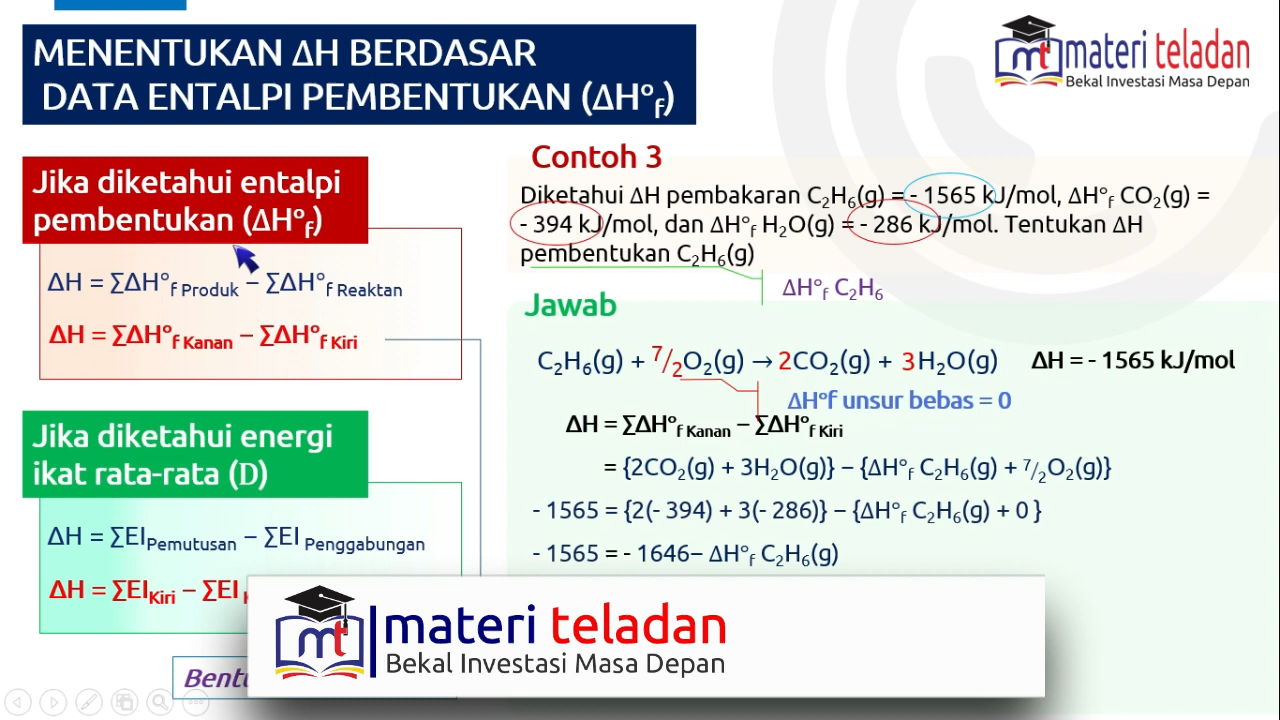 MENENTUKAN ΔH BERDASAR
DATA ENTALPI PEMBENTUKAN (ΔH°f)
mt materi teladan
Bekal Investasi Masa Depan
Jika diketahui entalpi
pembentukan (ΔH°f)
ΔH = ∑ΔH°f Produk – ∑ΔH°f Reaktan
ΔH = ∑ΔH°f Kanan – ∑ΔH°f Kiri
Jika diketahui energi
ikat rata-rata (D)
ΔH = ∑EIPemutusan – ∑EI Penggabungan
ΔH = ∑EIKiri – ∑EI
Contoh 3
Diketahui ΔH pembakaran C₂H₆(g) = - 1565 kJ/mol, ΔH°f CO₂(g) =
- 394 kJ/mol, dan ΔH°f H₂O(g) = - 286 kJ/mol. Tentukan ΔH
pembentukan C₂H₆(g)
ΔH°f C₂H₆
Jawab
C₂H₆(g) + 7/2O₂(g) → 2CO₂(g) + 3H₂O(g) ΔH = - 1565 kJ/mol
ΔH°f unsur bebas = 0
ΔH = ∑ΔH°f Kanan – ∑ΔH°f Kiri
= {2CO₂(g) + 3H₂O(g)} – {ΔH°f C₂H₆(g) + 7/2O₂(g)}
- 1565 = {2(- 394) + 3(- 286)} – {ΔH°f C₂H₆(g) + 0 }
- 1565 = - 1646– ΔH°f C₂H₆(g)
mt materi teladan
Bekal Investasi Masa Depan